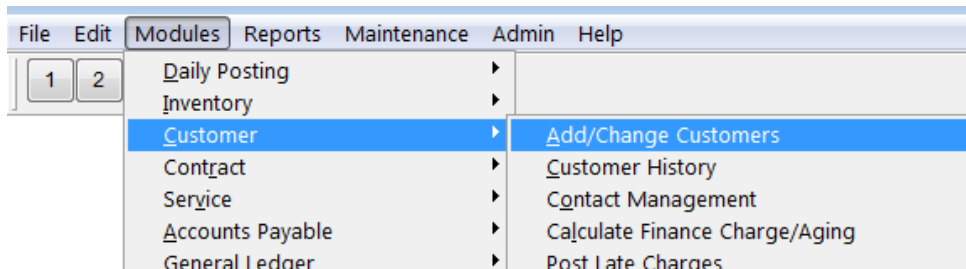 File Edit Modules Reports Maintenance Admin Help
1 2
Daily Posting
Inventory
Customer
Contract
Service
Accounts Payable
General Ledger
Add/Change Customers
Customer History
Contact Management
Calculate Finance Charge/Aging
Post Late Charges